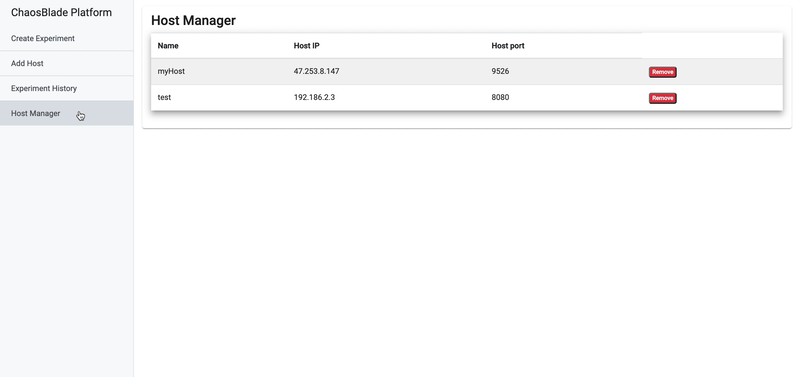 ChaosBlade Platform
Create Experiment
Add Host
Experiment History
Host Manager
Host Manager
Name Host IP Host port
myHost 47.253.8.147 9526 Remove
test 192.186.2.3 8080 Remove